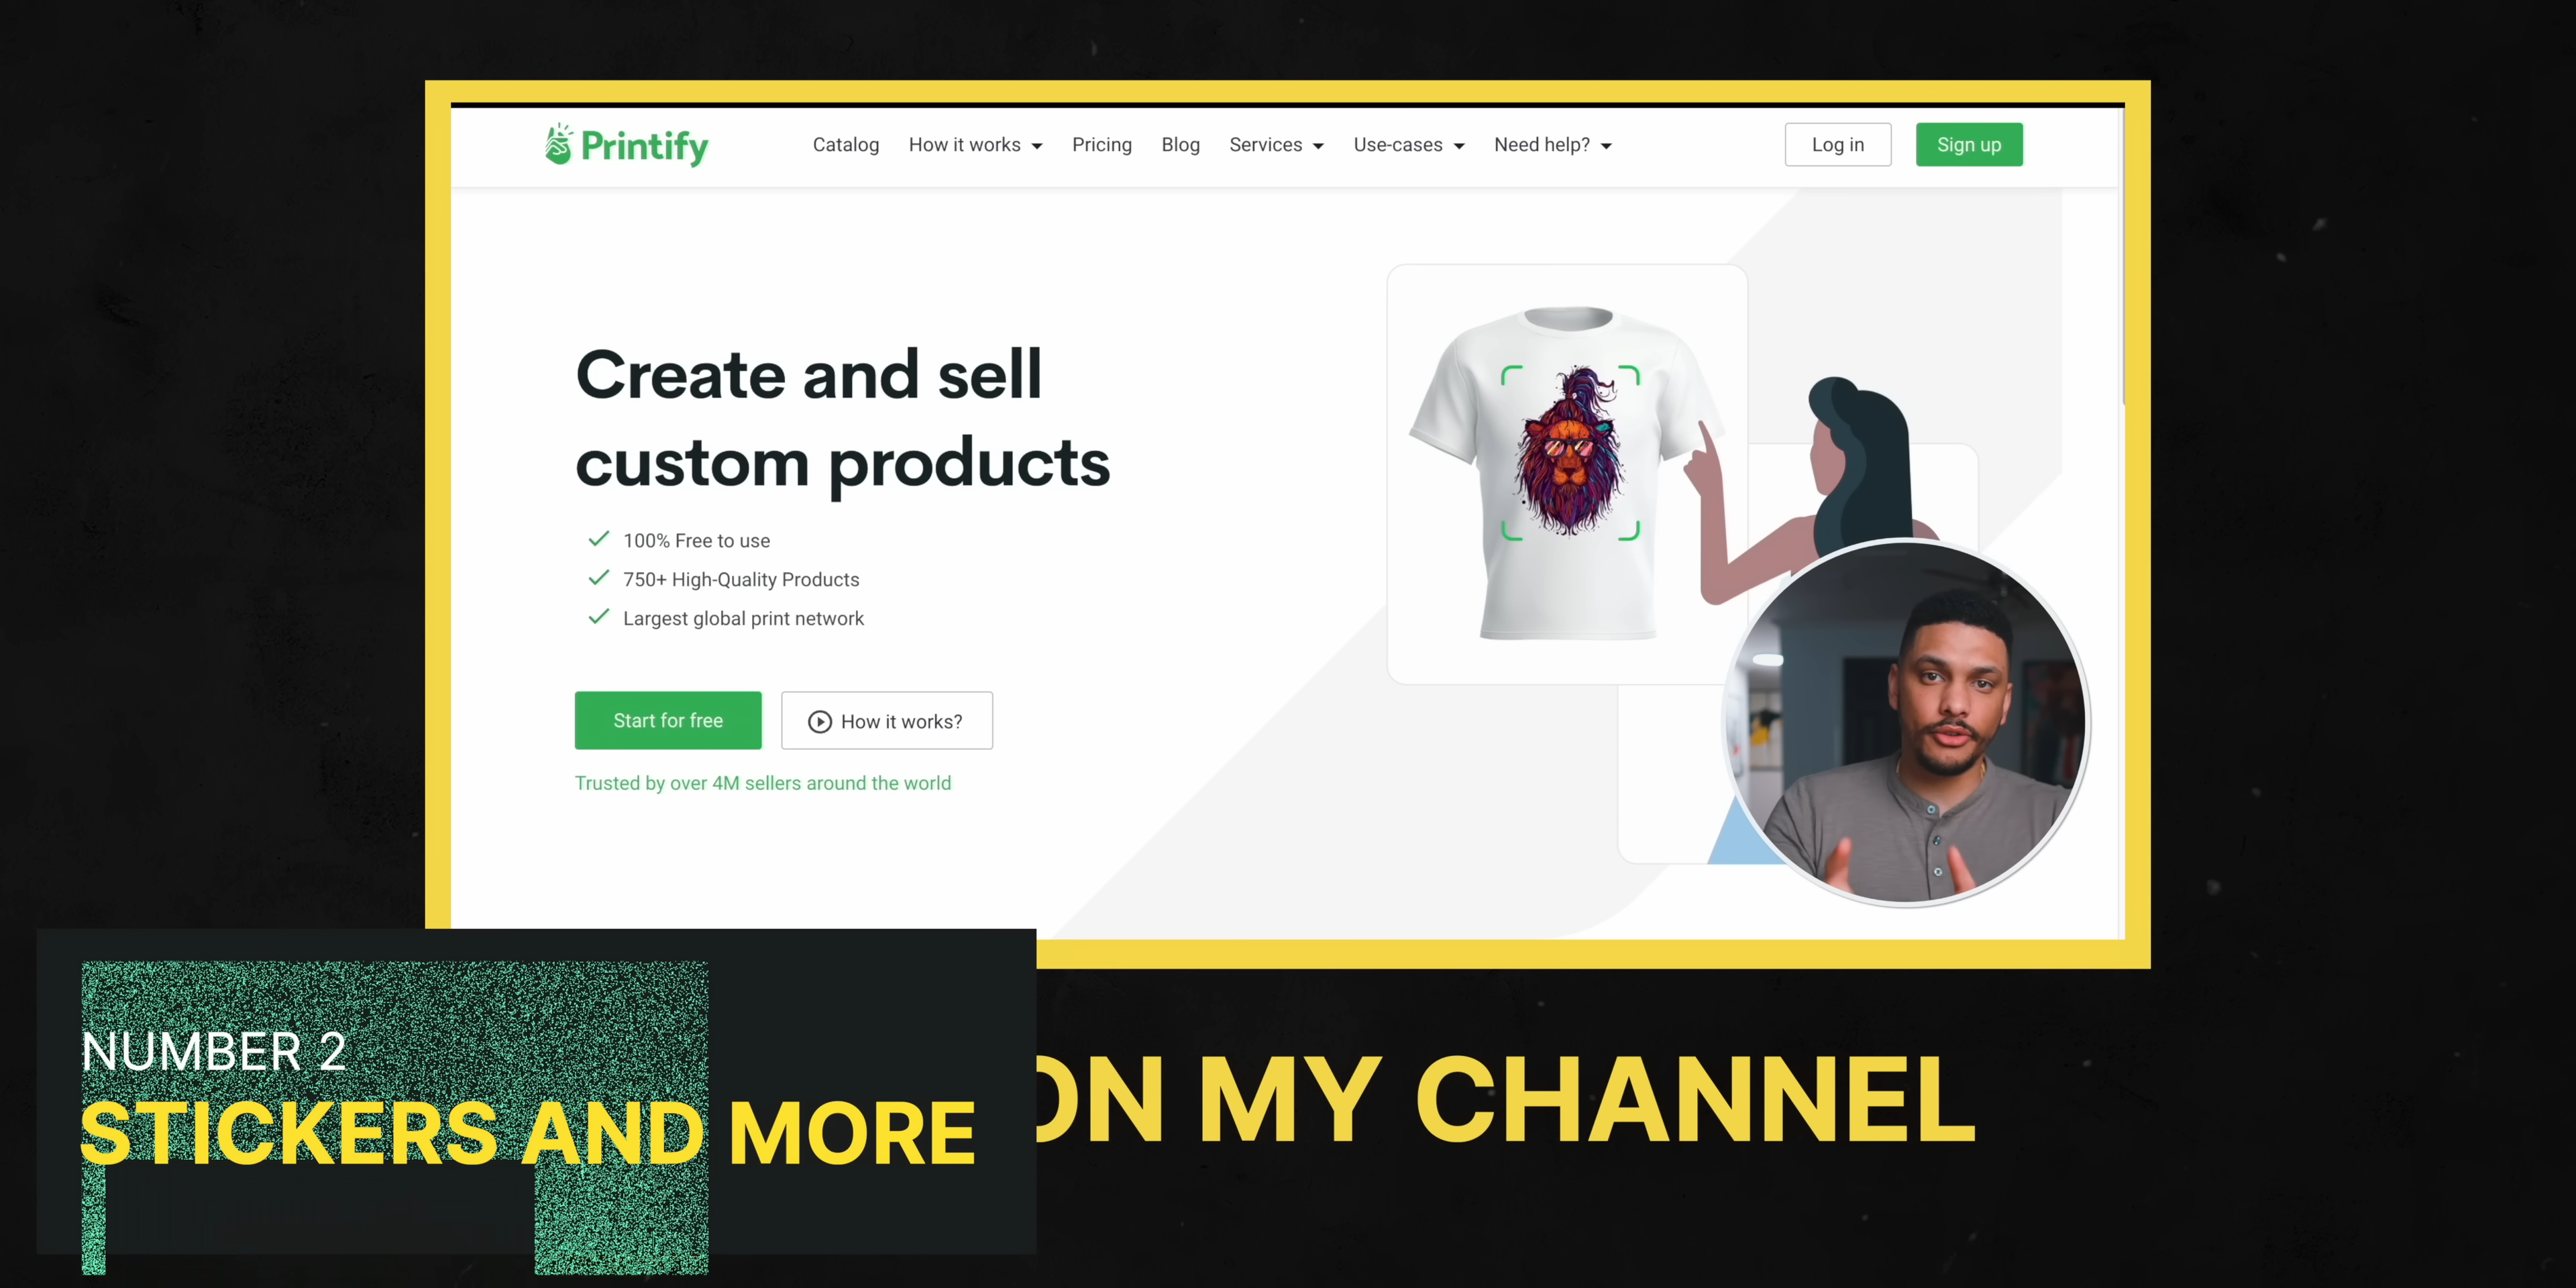 Printify
Catalog How it works Pricing Blog Services Use-cases Need help? Log in Sign up
Create and sell
custom products
100% Free to use
750+ High-Quality Products
Largest global print network
Start for free How it works?
Trusted by over 4M sellers around the world
NUMBER 2
STICKERS AND MORE
ON MY CHANNEL